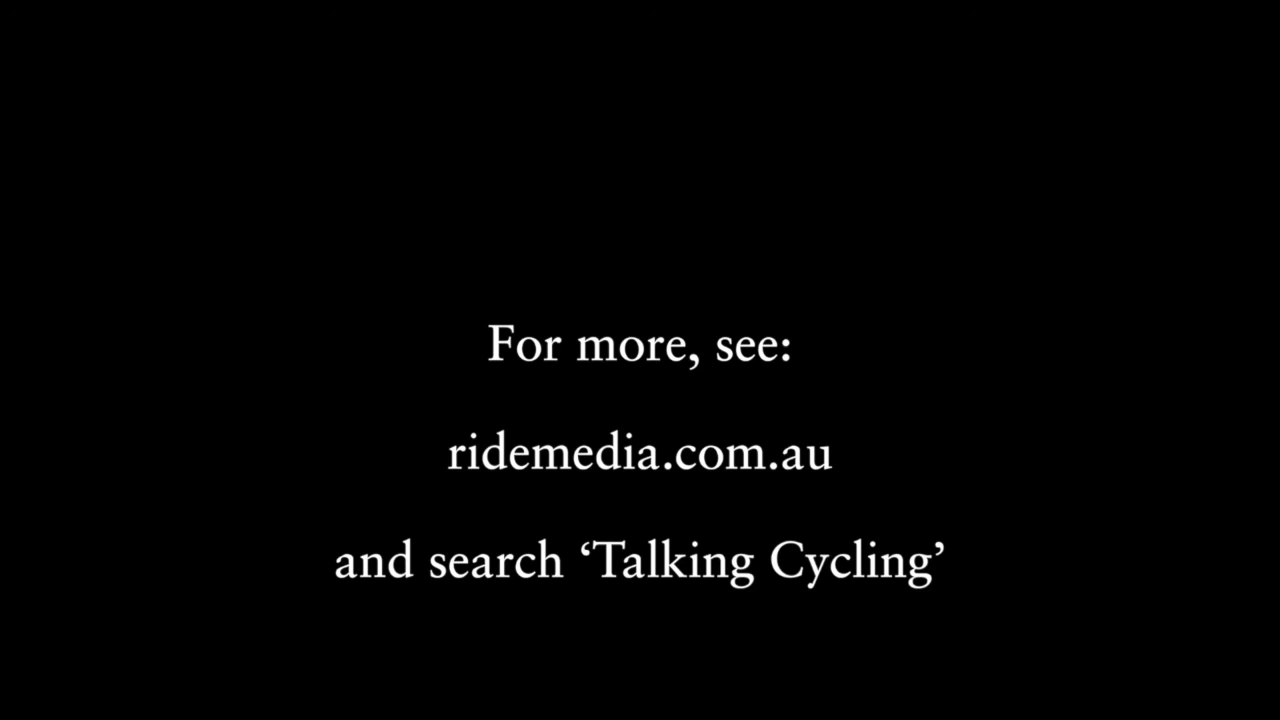 For more, see:
ridemedia.com.au
and search ‘Talking Cycling’